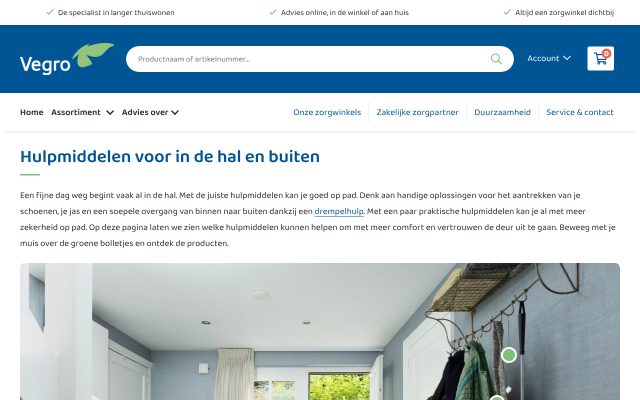 De specialist in langer thuiswonen
Advies online, in de winkel of aan huis
Altijd een zorgwinkel dichtbij
Vegro
Productnaam of artikelnummer...
Account
0
Home
Assortiment
Advies over
Onze zorgwinkels
Zakelijke zorgpartner
Duurzaamheid
Service & contact
Hulpmiddelen voor in de hal en buiten
Een fijne dag weg begint vaak al in de hal. Met de juiste hulpmiddelen kan je goed op pad. Denk aan handige oplossingen voor het aantrekken van je
schoenen, je jas en een soepele overgang van binnen naar buiten dankzij een drempelhulp. Met een paar praktische hulpmiddelen kan je al met meer
zekerheid op pad. Op deze pagina laten we zien welke hulpmiddelen kunnen helpen om met meer comfort en vertrouwen de deur uit te gaan. Beweeg met je
muis over de groene bolletjes en ontdek de producten.